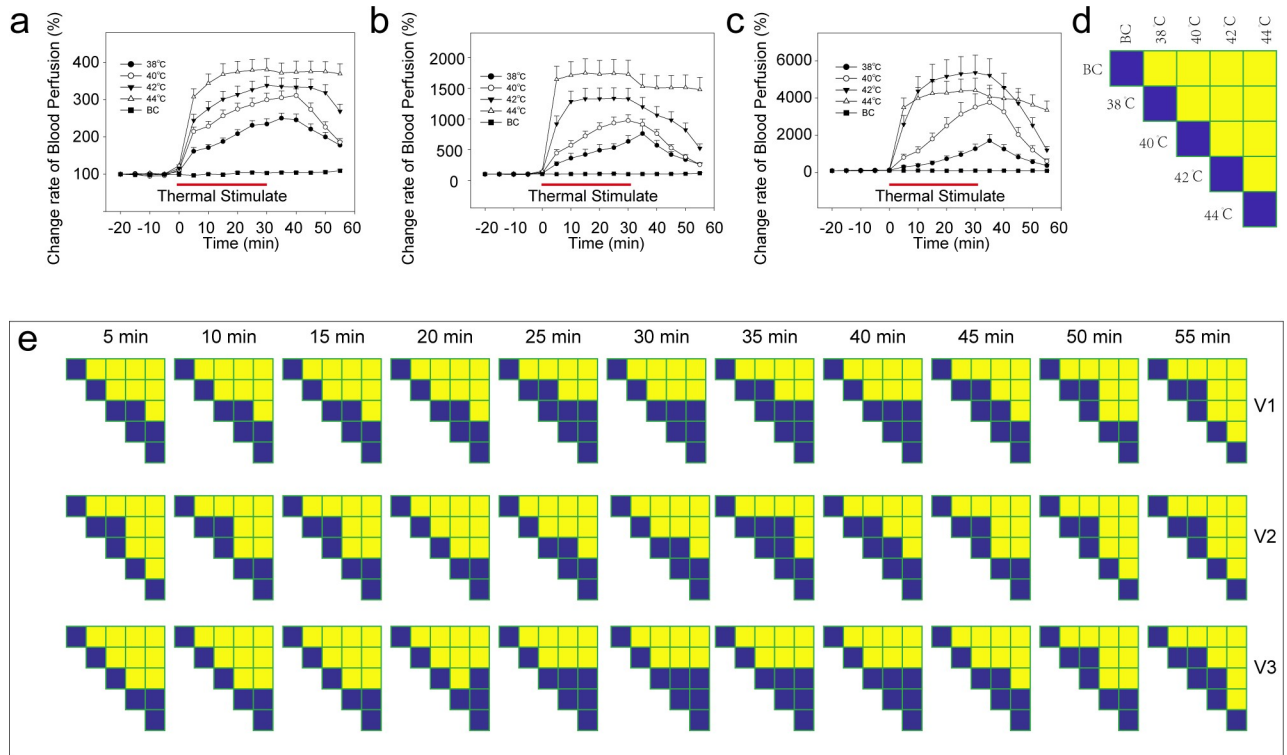 a
Change rate of Blood Perfusion (%)
400
300
200
100
38℃
40℃
42℃
44℃
BC
Thermal Stimulate
-20 -10 0 10 20 30 40 50 60
Time (min)
b
Change rate of Blood Perfusion (%)
2000
1500
1000
500
0
38℃
40℃
42℃
44℃
BC
Thermal Stimulate
-20 -10 0 10 20 30 40 50 60
Time (min)
c
Change rate of Blood Perfusion (%)
6000
4000
2000
0
38℃
40℃
42℃
44℃
BC
Thermal Stimulate
-20 -10 0 10 20 30 40 50 60
Time (min)
d
BC 38℃ 40℃ 42℃ 44℃
BC
38℃
40℃
42℃
44℃
e
5 min 10 min 15 min 20 min 25 min 30 min 35 min 40 min 45 min 50 min 55 min
V1
V2
V3